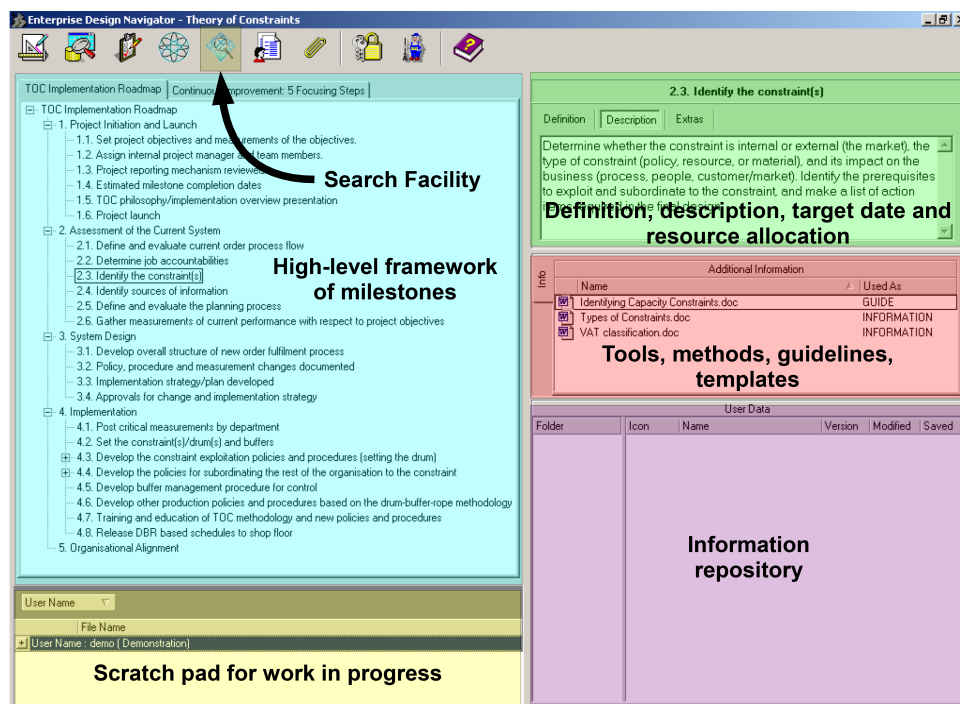 Enterprise Design Navigator - Theory of Constraints
TOC Implementation Roadmap
Continuous Improvement: 5 Focusing Steps
TOC Implementation Roadmap
1. Project Initiation and Launch
1.1. Set project objectives and measurements of the objectives.
1.2. Assign internal project manager and team members.
1.3. Project reporting mechanism reviewed
1.4. Estimated milestone completion dates
1.5. TOC philosophy/implementation overview presentation
1.6. Project launch
2. Assessment of the Current System
2.1. Define and evaluate current order process flow
2.2. Determine job accountabilities
2.3. Identify the constraint(s)
2.4. Identify sources of information
2.5. Define and evaluate the planning process
2.6. Gather measurements of current performance with respect to project objectives
3. System Design
3.1. Develop overall structure of new order fulfilment process
3.2. Policy, procedure and measurement changes documented
3.3. Implementation strategy/plan developed
3.4. Approvals for change and implementation strategy
4. Implementation
4.1. Post critical measurements by department
4.2. Set the constraint(s)/drum(s) and buffers
4.3. Develop the constraint exploitation policies and procedures (setting the drum)
4.4. Develop the policies for subordinating the rest of the organisation to the constraint
4.5. Develop buffer management procedure for control
4.6. Develop other production policies and procedures based on the drum-buffer-rope methodology
4.7. Training and education of TOC methodology and new policies and procedures
4.8. Release DBR based schedules to shop floor
5. Organisational Alignment
Search Facility
High-level framework
of milestones
User Name
File Name
User Name : demo ( Demonstration)
Scratch pad for work in progress
2.3. Identify the constraint(s)
Definition
Description
Extras
Determine whether the constraint is internal or external (the market), the
type of constraint (policy, resource, or material), and its impact on the
business (process, people, customer/market). Identify the prerequisites
to exploit and subordinate to the constraint, and make a list of action
items required in the final design.
Definition, description, target date and
resource allocation
Info
Additional Information
Name
Used As
Identifying Capacity Constraints.doc
GUIDE
Types of Constraints.doc
INFORMATION
VAT classification.doc
INFORMATION
Tools, methods, guidelines,
templates
User Data
Folder
Icon
Name
Version
Modified
Saved
Information
repository